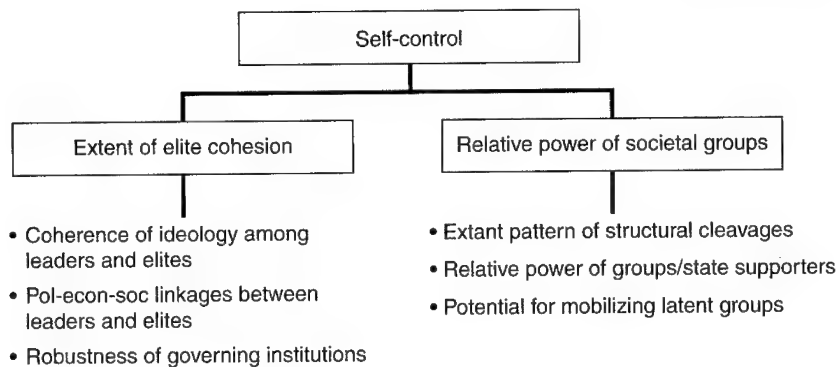 Self-control
Extent of elite cohesion
Relative power of societal groups
• Coherence of ideology among
leaders and elites
• Pol-econ-soc linkages between
leaders and elites
• Robustness of governing institutions
• Extant pattern of structural cleavages
• Relative power of groups/state supporters
• Potential for mobilizing latent groups